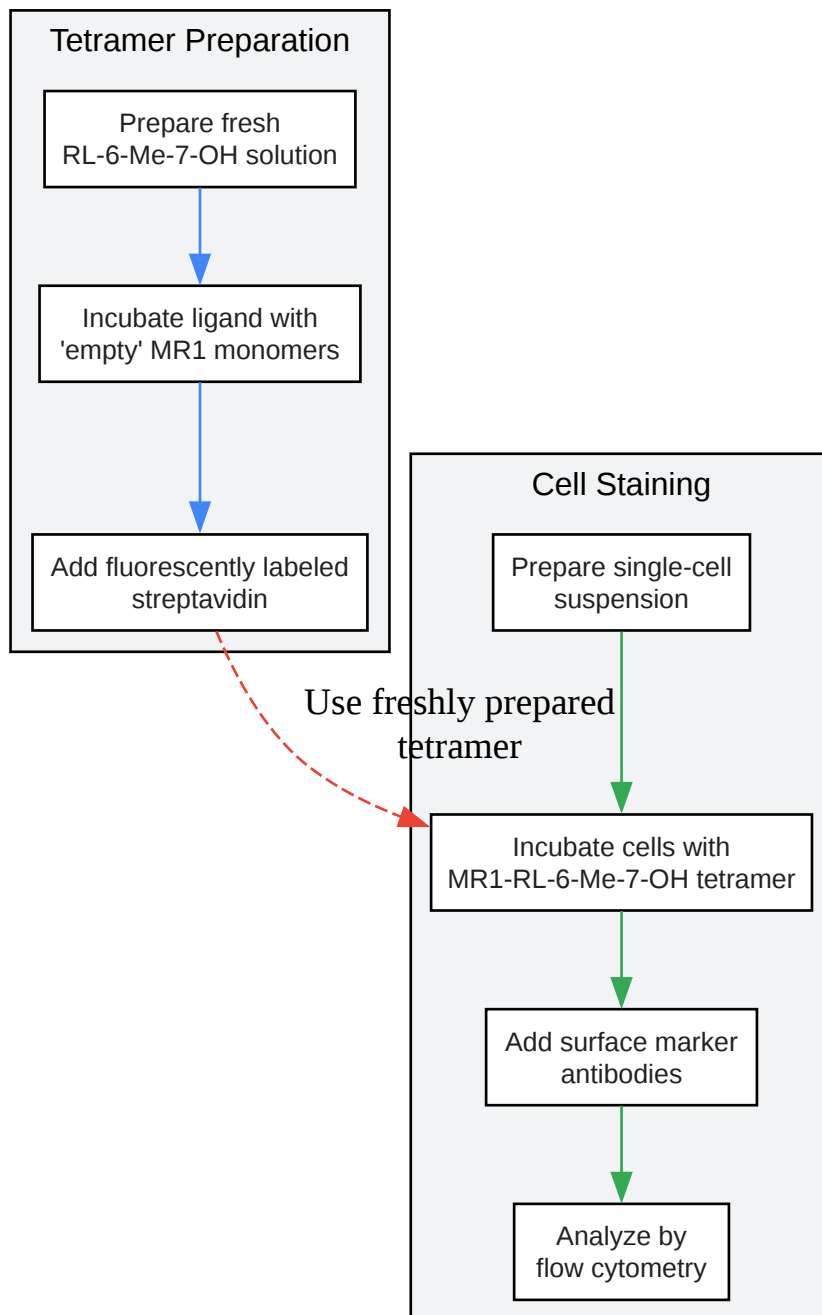 Tetramer Preparation
Prepare fresh
RL-6-Me-7-OH solution
Incubate ligand with
'empty' MR1 monomers
Add fluorescently labeled
streptavidin
Cell Staining
Prepare single-cell
suspension
Use freshly prepared
tetramer
Incubate cells with
MR1-RL-6-Me-7-OH tetramer
Add surface marker
antibodies
Analyze by
flow cytometry